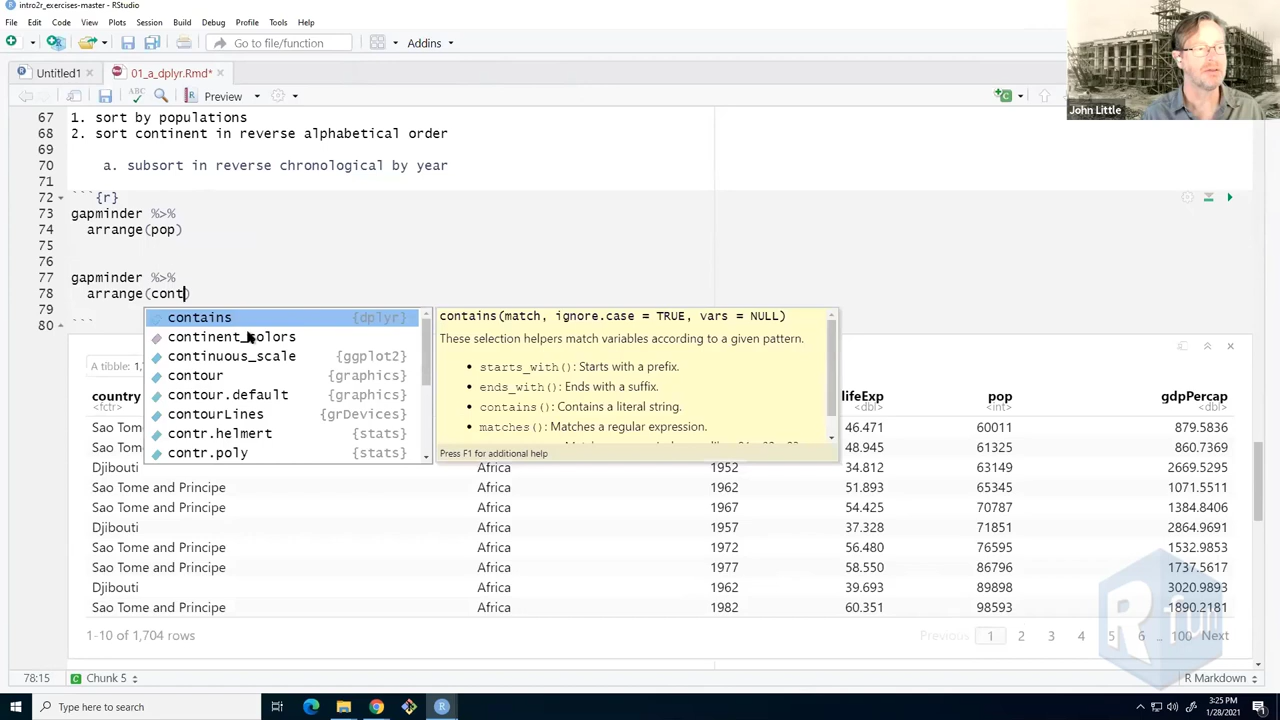 intro2r_exercises-master - RStudio
File Edit Code View Plots Session Build Debug Profile Tools Help
Go to file/function Addins
Untitled1 01_a_dplyr.Rmd*
ABC Preview
John Little
67 1. sort by populations
68 2. sort continent in reverse alphabetical order
69
70 a. subsort in reverse chronological by year
71
72 ```{r}
73 gapminder %>%
74 arrange(pop)
75
76
77 gapminder %>%
78 arrange(cont)
79
80 ```
contains {dplyr}
continent_colors
continuous_scale {ggplot2}
contour {graphics}
contour.default {graphics}
contourLines {grDevices}
contr.helmert {stats}
contr.poly {stats}
contains(match, ignore.case = TRUE, vars = NULL)
These selection helpers match variables according to a given pattern.
• starts_with(): Starts with a prefix.
• ends_with(): Ends with a suffix.
• contains(): Contains a literal string.
• matches(): Matches a regular expression.
Press F1 for additional help
A tibble: 1,
country lifeExp pop gdpPercap
<fctr> <dbl> <int> <dbl>
Sao Tome 46.471 60011 879.5836
Sao Tome 48.945 61325 860.7369
Djibouti Africa 1952 34.812 63149 2669.5295
Sao Tome and Principe Africa 1962 51.893 65345 1071.5511
Sao Tome and Principe Africa 1967 54.425 70787 1384.8406
Djibouti Africa 1957 37.328 71851 2864.9691
Sao Tome and Principe Africa 1972 56.480 76595 1532.9853
Sao Tome and Principe Africa 1977 58.550 86796 1737.5617
Djibouti Africa 1962 39.693 89898 3020.9893
Sao Tome and Principe Africa 1982 60.351 98593 1890.2181
1-10 of 1,704 rows Previous 1 2 3 4 5 6 ... 100 Next
R fun
78:15 Chunk 5 R Markdown
Type here to search
3:25 PM
1/28/2021